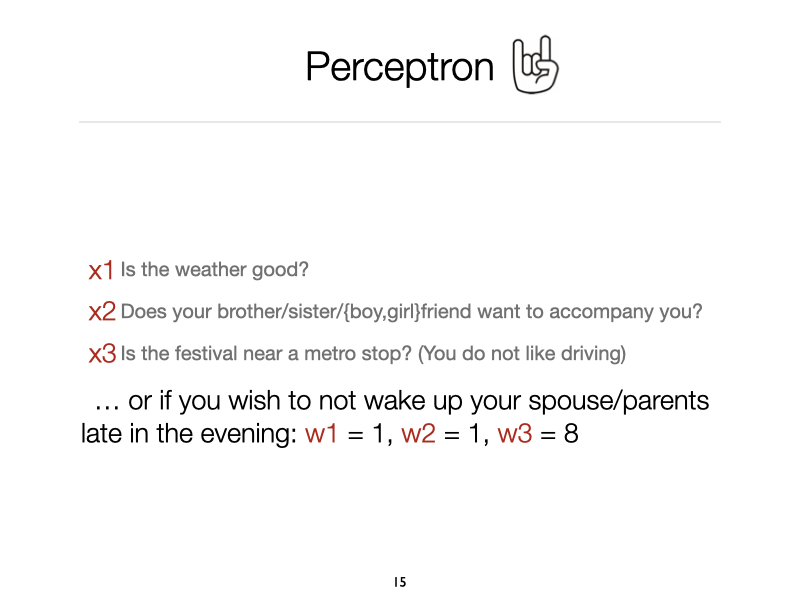 Perceptron
x1 Is the weather good?
x2 Does your brother/sister/{boy,girl}friend want to accompany you?
x3 Is the festival near a metro stop? (You do not like driving)
… or if you wish to not wake up your spouse/parents
late in the evening: w1 = 1, w2 = 1, w3 = 8
15